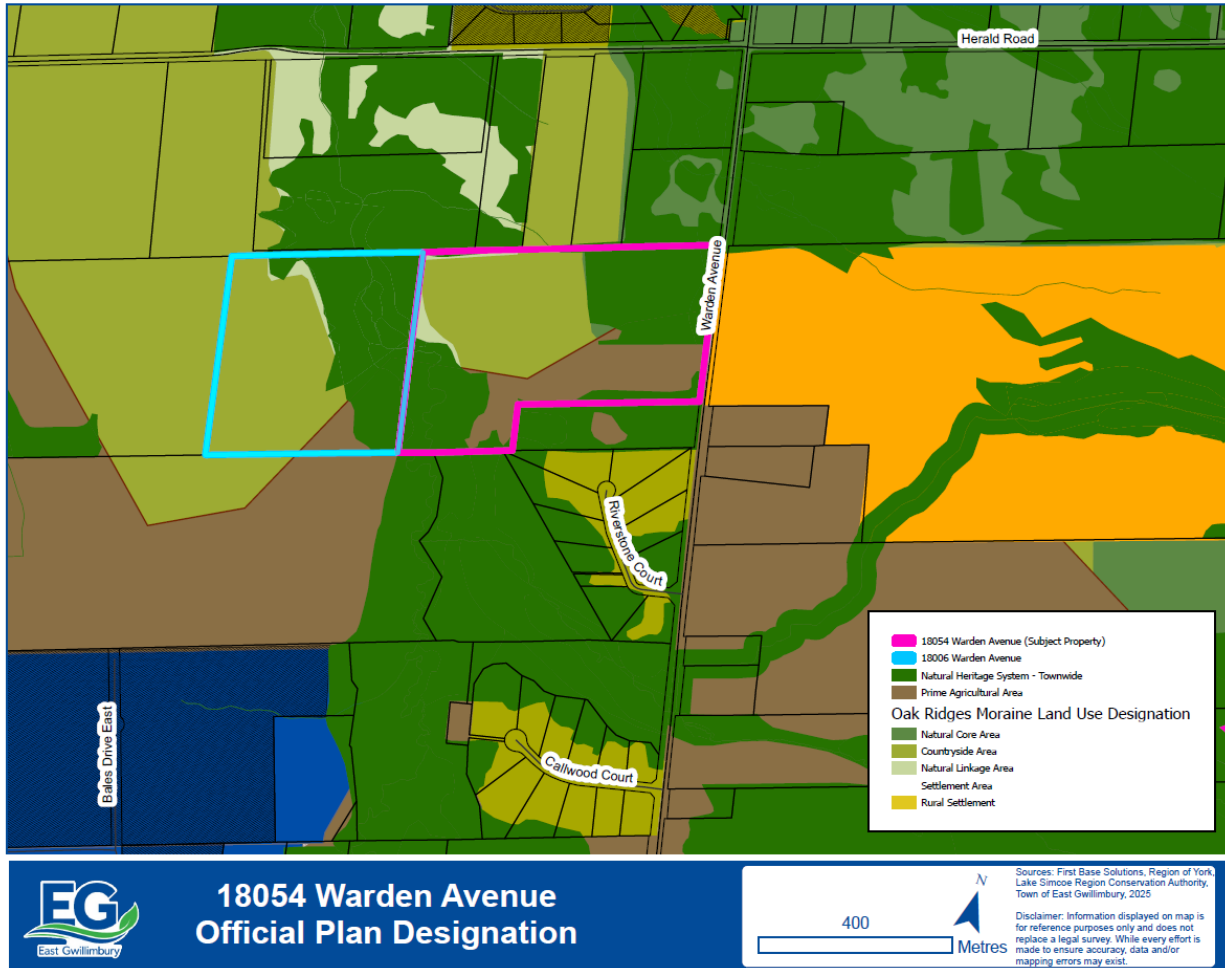 Herald Road
Warden Avenue
Riverstone Court
Callwood Court
Bales Drive East
18054 Warden Avenue (Subject Property)
18006 Warden Avenue
Natural Heritage System - Townwide
Prime Agricultural Area
Oak Ridges Moraine Land Use Designation
Natural Core Area
Countryside Area
Natural Linkage Area
Settlement Area
Rural Settlement
EG
East Gwillimbury
18054 Warden Avenue
Official Plan Designation
400
Metres
N
Sources: First Base Solutions, Region of York,
Lake Simcoe Region Conservation Authority,
Town of East Gwillimbury, 2025
Disclaimer: Information displayed on map is
for reference purposes only and does not
replace a legal survey. While every effort is
made to ensure accuracy, data and/or
mapping errors may exist.